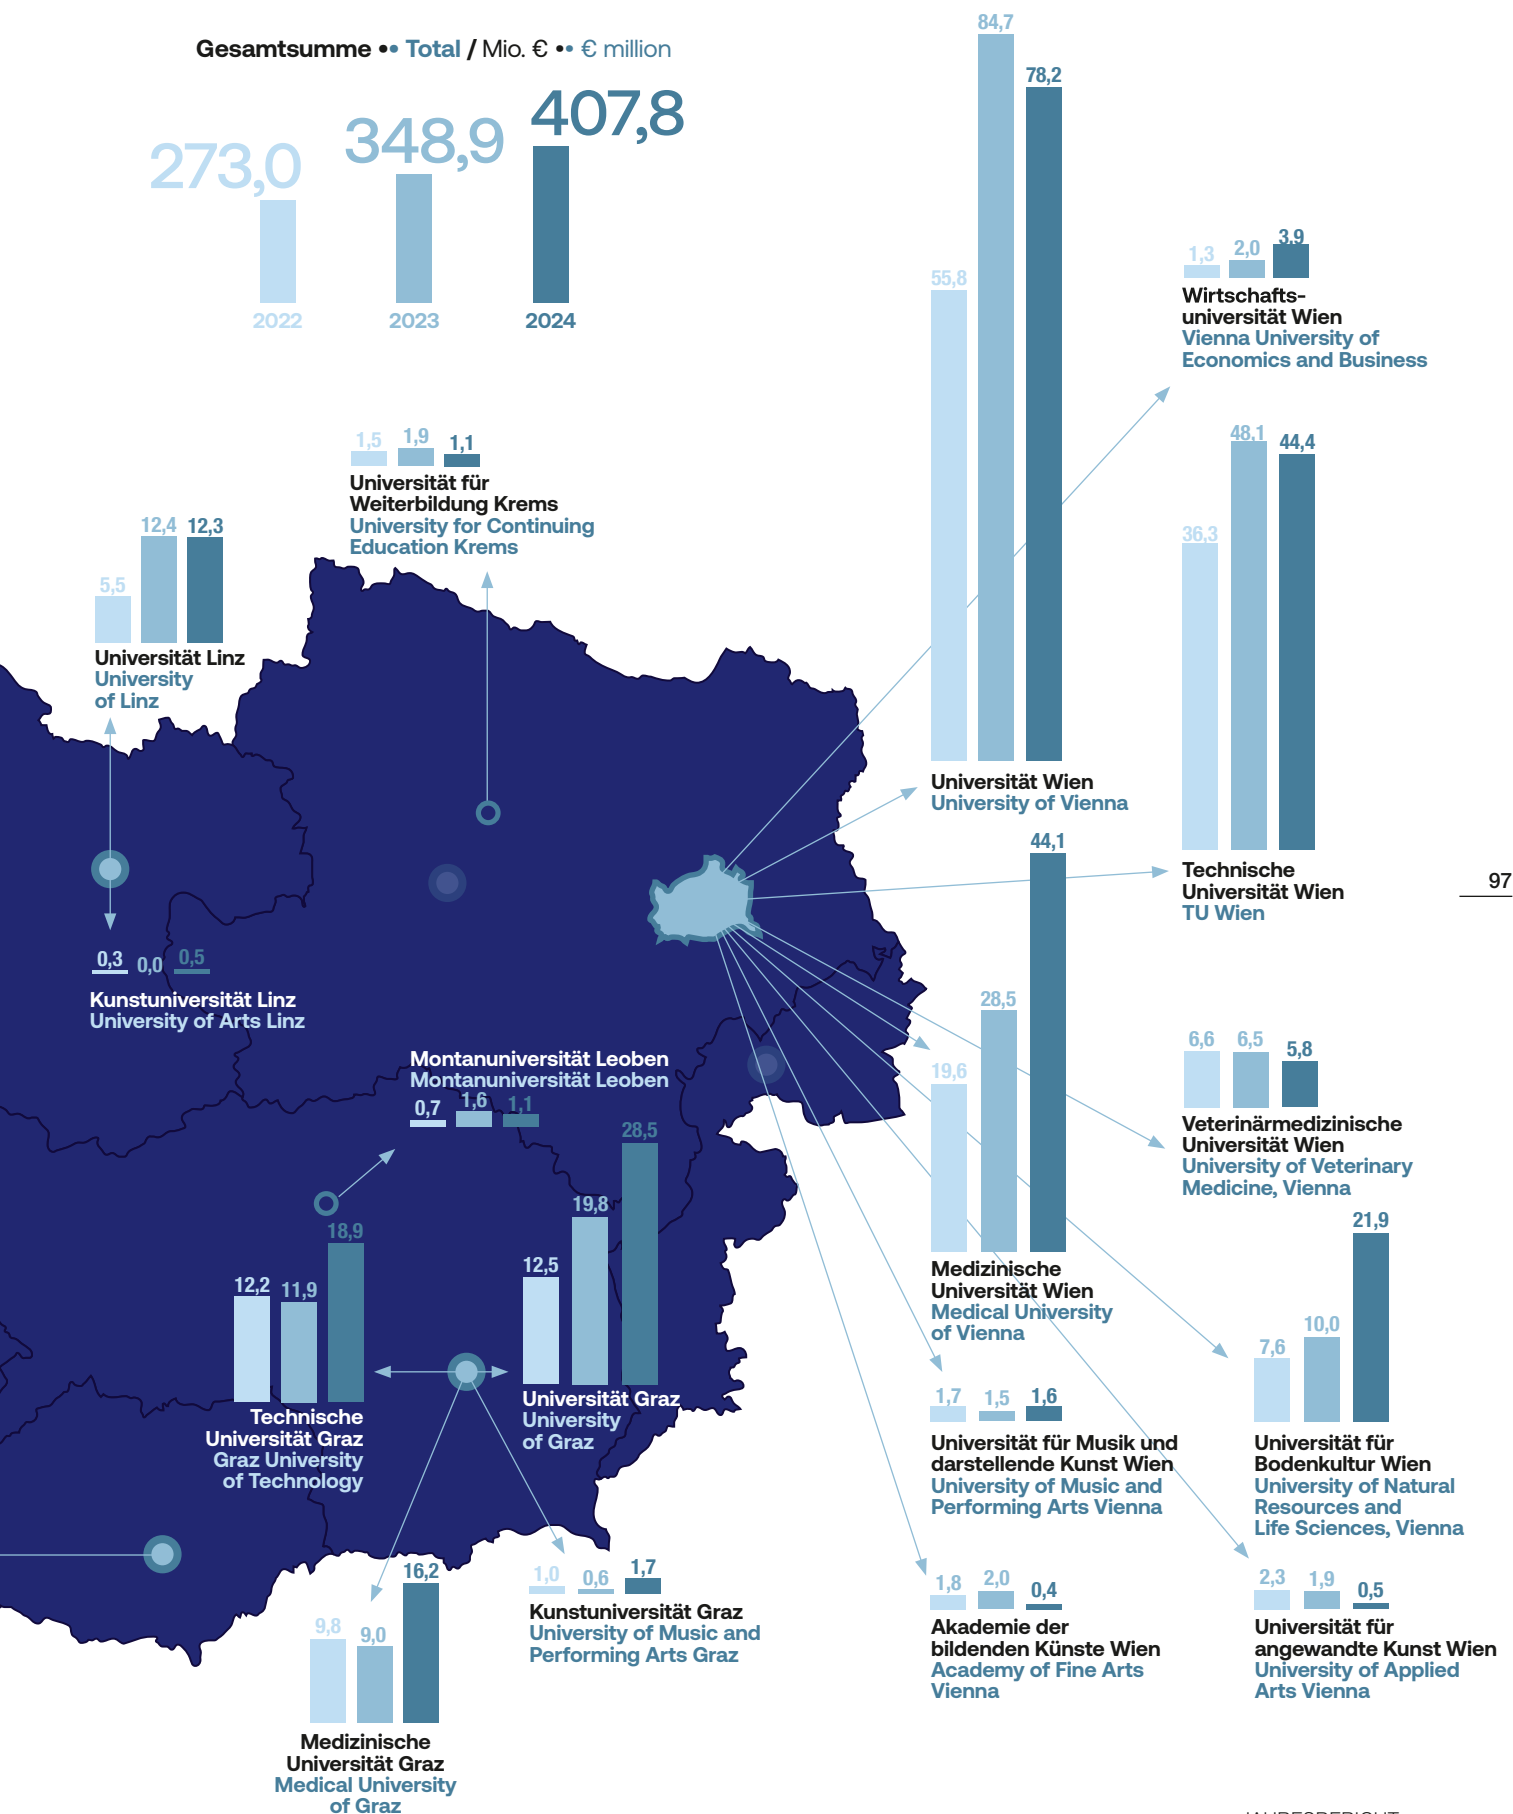 Gesamtsumme •• Total / Mio. € •• € million
273,0
348,9
407,8
2022
2023
2024
84,7
78,2
55,8
Universität Wien
University of Vienna
1,3
2,0
3,9
Wirtschafts-
universität Wien
Vienna University of
Economics and Business
1,5
1,9
1,1
Universität für
Weiterbildung Krems
University for Continuing
Education Krems
36,3
48,1
44,4
Technische
Universität Wien
TU Wien
5,5
12,4
12,3
Universität Linz
University
of Linz
97
0,3
0,0
0,5
Kunstuniversität Linz
University of Arts Linz
19,6
28,5
44,1
Medizinische
Universität Wien
Medical University
of Vienna
6,6
6,5
5,8
Veterinärmedizinische
Universität Wien
University of Veterinary
Medicine, Vienna
Montanuniversität Leoben
Montanuniversität Leoben
0,7
1,6
1,1
12,2
11,9
18,9
Technische
Universität Graz
Graz University
of Technology
12,5
19,8
28,5
Universität Graz
University
of Graz
7,6
10,0
21,9
Universität für
Bodenkultur Wien
University of Natural
Resources and
Life Sciences, Vienna
1,7
1,5
1,6
Universität für Musik und
darstellende Kunst Wien
University of Music and
Performing Arts Vienna
9,8
9,0
16,2
Medizinische
Universität Graz
Medical University
of Graz
1,0
0,6
1,7
Kunstuniversität Graz
University of Music and
Performing Arts Graz
1,8
2,0
0,4
Akademie der
bildenden Künste Wien
Academy of Fine Arts
Vienna
2,3
1,9
0,5
Universität für
angewandte Kunst Wien
University of Applied
Arts Vienna